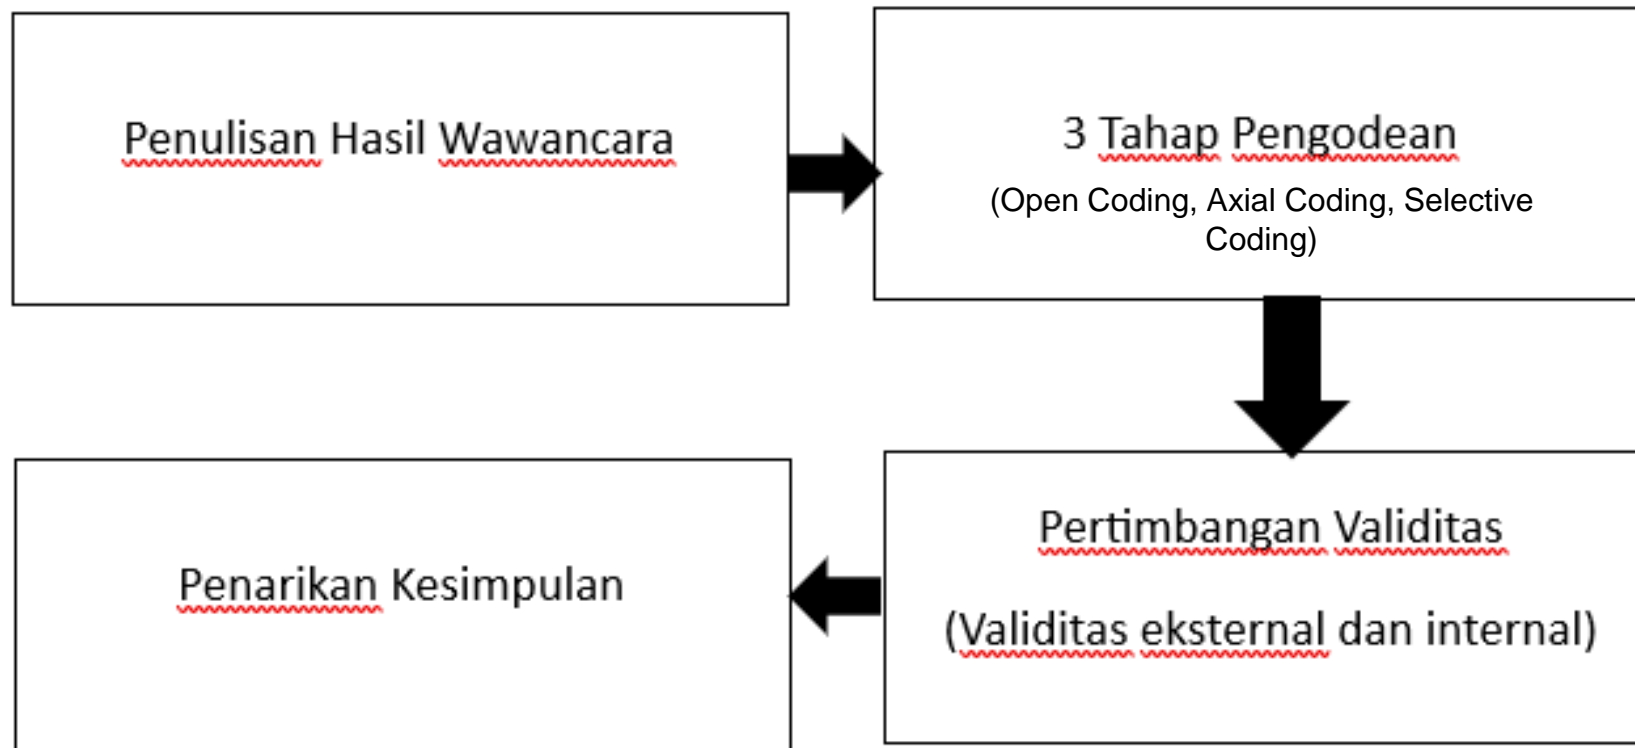 Penulisan Hasil Wawancara
3 Tahap Pengodean
(Open Coding, Axial Coding, Selective
Coding)
Pertimbangan Validitas
(Validitas eksternal dan internal)
Penarikan Kesimpulan